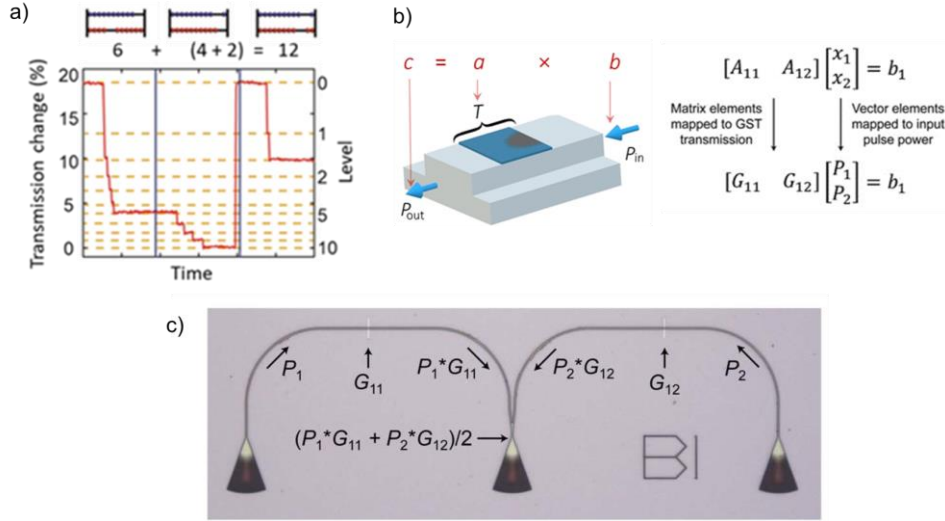 a)
6 + (4 + 2) = 12
Transmission change (%)
20
15
10
5
0
Level
0
1
2
5
10
Time
b)
c = a × b
T
P_in
P_out
[A₁₁ A₁₂] [x₁ x₂] = b₁
Matrix elements
mapped to GST
transmission
Vector elements
mapped to input
pulse power
[G₁₁ G₁₂] [P₁ P₂] = b₁
c)
P₁
G₁₁
P₁*G₁₁
P₂*G₁₂
G₁₂
P₂
(P₁*G₁₁ + P₂*G₁₂)/2